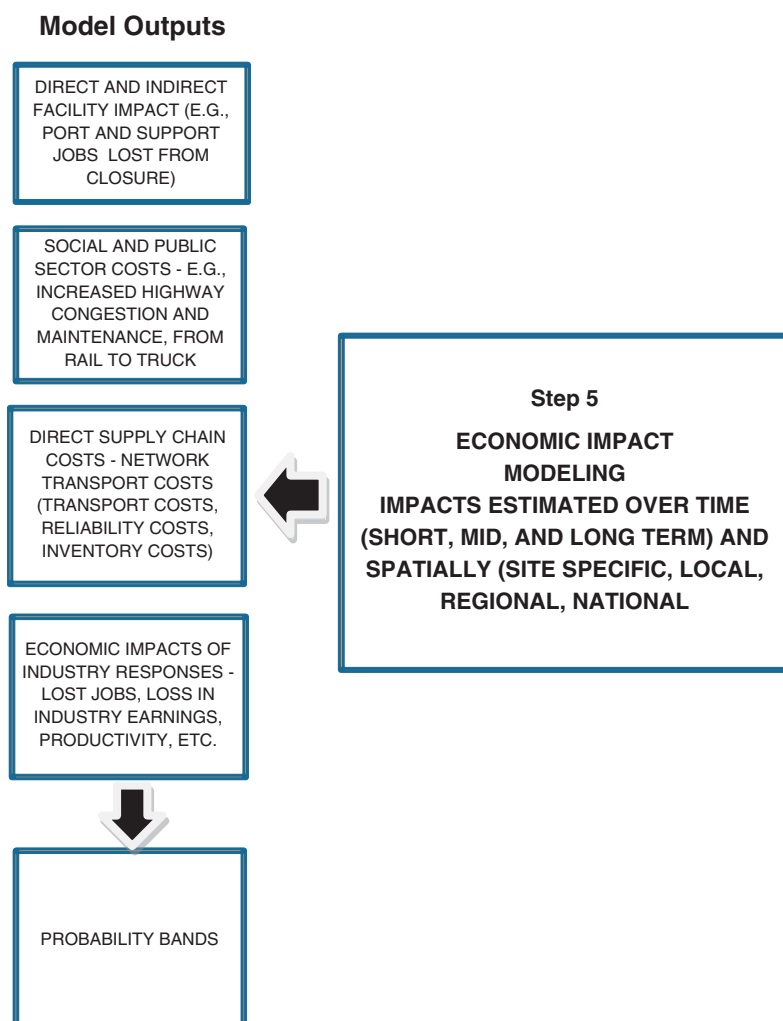 Model Outputs
DIRECT AND INDIRECT
FACILITY IMPACT (E.G.,
PORT AND SUPPORT
JOBS LOST FROM
CLOSURE)
SOCIAL AND PUBLIC
SECTOR COSTS - E.G.,
INCREASED HIGHWAY
CONGESTION AND
MAINTENANCE, FROM
RAIL TO TRUCK
DIRECT SUPPLY CHAIN
COSTS - NETWORK
TRANSPORT COSTS
(TRANSPORT COSTS,
RELIABILITY COSTS,
INVENTORY COSTS)
ECONOMIC IMPACTS OF
INDUSTRY RESPONSES -
LOST JOBS, LOSS IN
INDUSTRY EARNINGS,
PRODUCTIVITY, ETC.
PROBABILITY BANDS
Step 5
ECONOMIC IMPACT
MODELING
IMPACTS ESTIMATED OVER TIME
(SHORT, MID, AND LONG TERM) AND
SPATIALLY (SITE SPECIFIC, LOCAL,
REGIONAL, NATIONAL